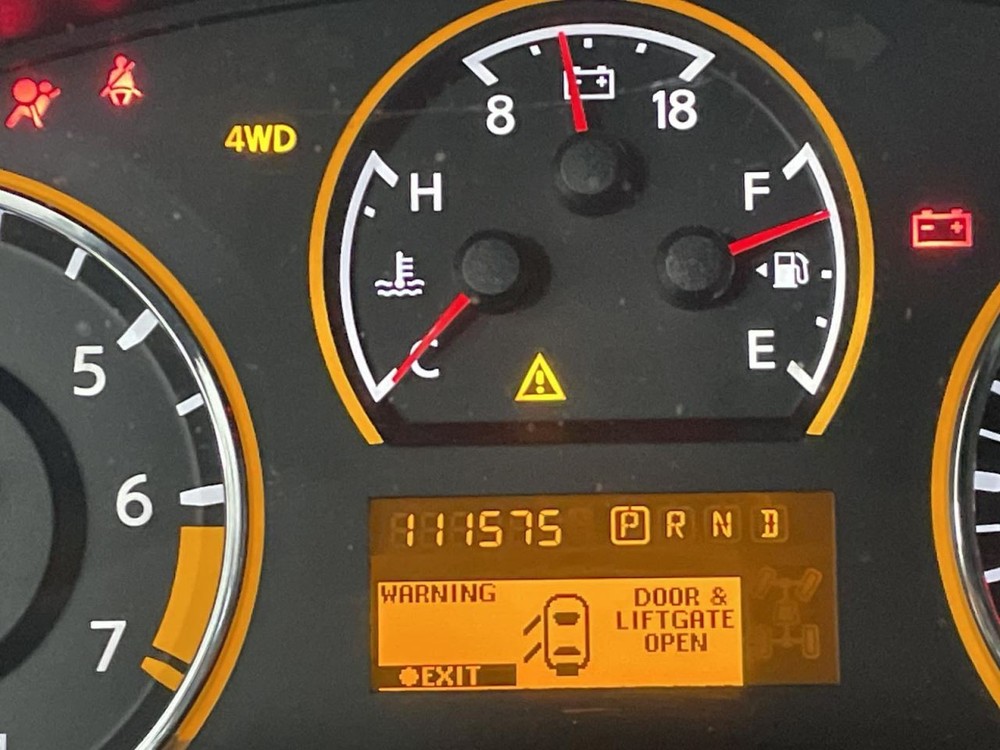 8
18
4WD
H
F
C
E
5
6
7
111575
P R N D
WARNING
DOOR &
LIFTGATE
OPEN
EXIT